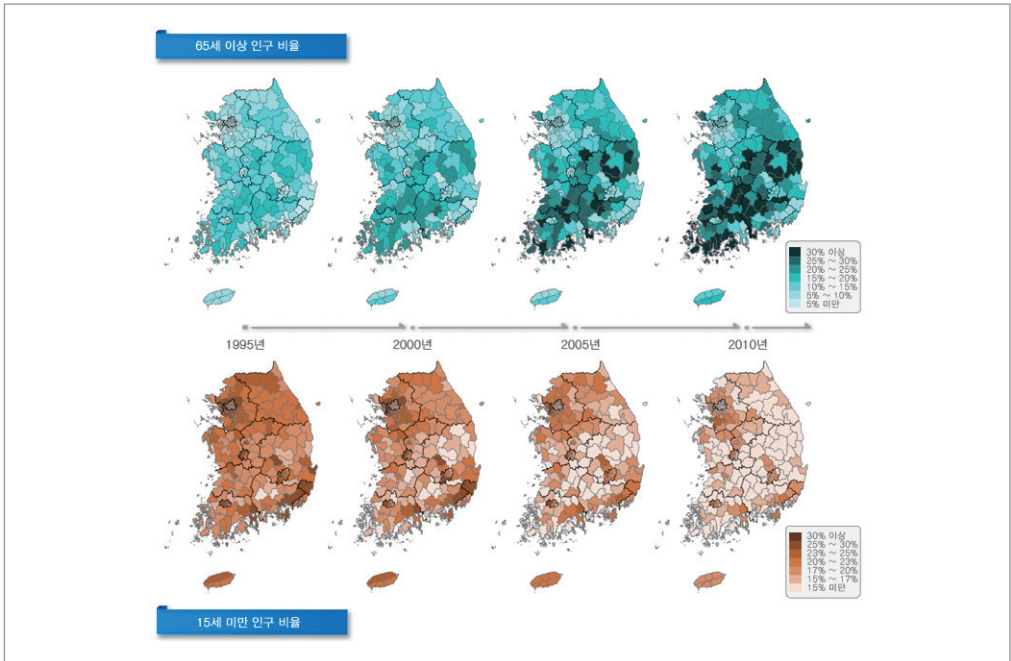 65세 이상 인구 비율
30% 이상
25% ~ 30%
20% ~ 25%
15% ~ 20%
10% ~ 15%
5% ~ 10%
5% 미만
1995년
2000년
2005년
2010년
30% 이상
25% ~ 30%
23% ~ 25%
20% ~ 23%
17% ~ 20%
15% ~ 17%
15% 미만
15세 미만 인구 비율